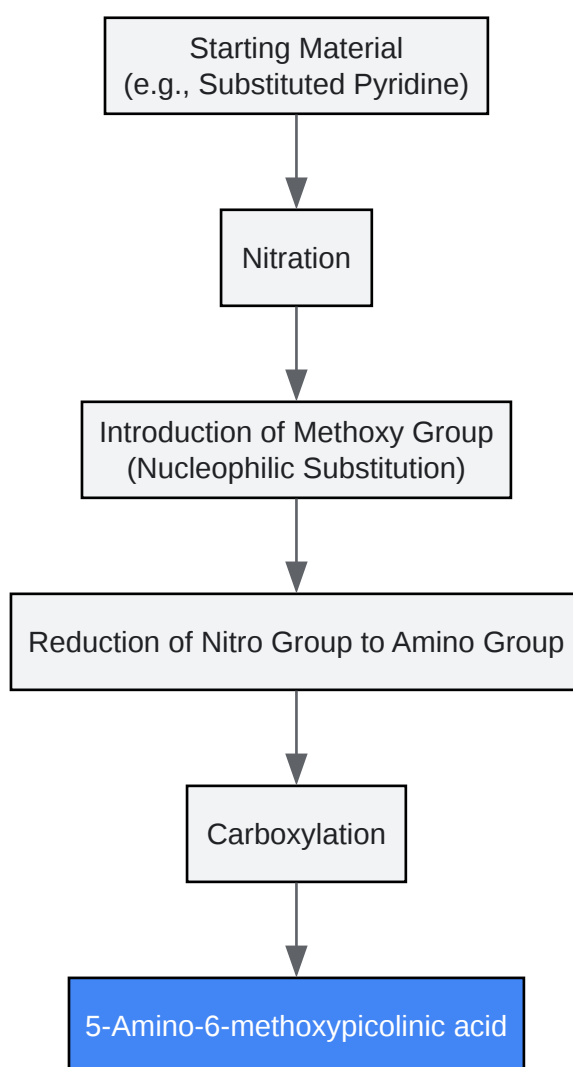 Starting Material
(e.g., Substituted Pyridine)
Nitration
Introduction of Methoxy Group
(Nucleophilic Substitution)
Reduction of Nitro Group to Amino Group
Carboxylation
5-Amino-6-methoxypicolinic acid